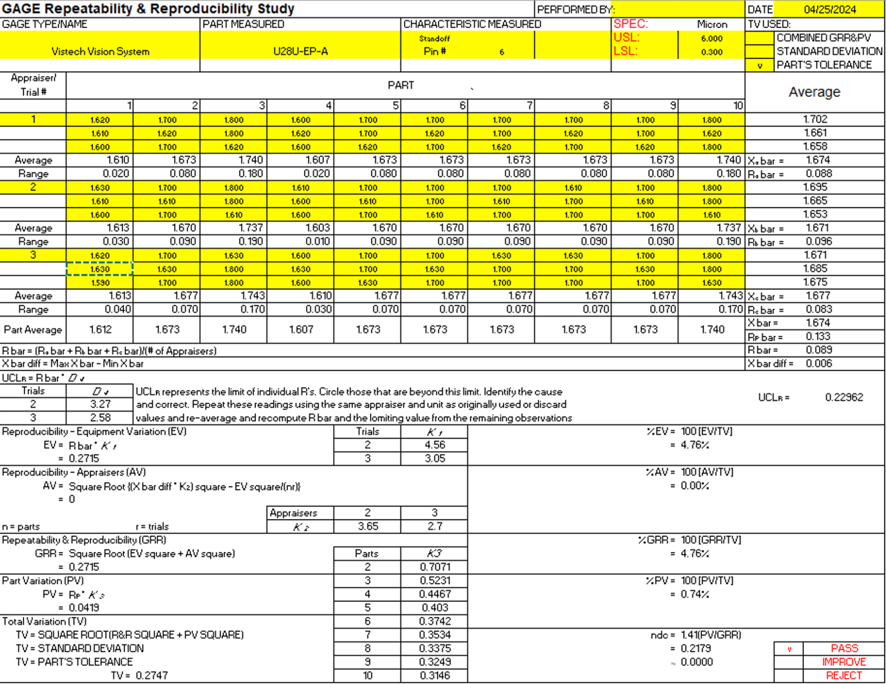 GAGE Repeatability & Reproducibility Study PERFORMED BY: DATE 04/25/2024
GAGE TYPE/NAME PART MEASURED CHARACTERISTIC MEASURED SPEC: Micron TV USED:
Vistech Vision System U28U-EP-A Standoff USL: 6.000 COMBINED GRR&PV
Pin # 6 LSL: 0.300 STANDARD DEVIATION
v PART'S TOLERANCE
Appraiser/ Trial # PART Average
1 2 3 4 5 6 7 8 9 10
1 1.620 1.700 1.800 1.600 1.700 1.700 1.700 1.700 1.700 1.800 1.702
1.610 1.620 1.800 1.620 1.700 1.620 1.700 1.620 1.700 1.620 1.661
1.600 1.700 1.620 1.600 1.620 1.700 1.620 1.700 1.620 1.800 1.658
Average 1.610 1.673 1.740 1.607 1.673 1.673 1.673 1.673 1.673 1.740 Xa bar = 1.674
Range 0.020 0.080 0.180 0.020 0.080 0.080 0.080 0.080 0.080 0.180 Ra bar = 0.088
2 1.630 1.700 1.800 1.610 1.700 1.700 1.610 1.700 1.700 1.800 1.695
1.610 1.610 1.800 1.600 1.610 1.700 1.700 1.610 1.700 1.800 1.665
1.600 1.700 1.610 1.600 1.700 1.610 1.700 1.700 1.610 1.610 1.653
Average 1.613 1.670 1.737 1.603 1.670 1.670 1.670 1.670 1.670 1.737 Xb bar = 1.671
Range 0.030 0.090 0.190 0.010 0.090 0.090 0.090 0.090 0.090 0.190 Rb bar = 0.096
3 1.620 1.700 1.630 1.600 1.700 1.700 1.630 1.630 1.700 1.800 1.671
1.630 1.630 1.800 1.630 1.630 1.700 1.700 1.700 1.630 1.800 1.685
1.590 1.700 1.800 1.600 1.700 1.630 1.700 1.700 1.700 1.630 1.675
Average 1.613 1.677 1.743 1.610 1.677 1.677 1.677 1.677 1.677 1.743 Xc bar = 1.677
Range 0.040 0.070 0.170 0.030 0.070 0.070 0.070 0.070 0.070 0.170 Rc bar = 0.083
Part Average 1.612 1.673 1.740 1.607 1.673 1.673 1.673 1.673 1.673 1.740 X bar = 1.674
Rp bar = 0.133
R bar = (Ra bar + Rb bar + Rc bar)/(# of Appraisers) R bar = 0.089
X bar diff = Max X bar - Min X bar X bar diff = 0.006
UCLR = R bar * D4
Trials D4 UCLR represents the limit of individual R's. Circle those that are beyond this limit. Identify the cause UCLR = 0.22962
2 3.27 and correct. Repeat these readings using the same appraiser and unit as originally used or discard
3 2.58 values and re-average and recompute R bar and the lomiting value from the remaining observations
Reproducibility - Equipment Variation (EV) Trials K1 %EV = 100 [EV/TV]
EV = R bar * K1 2 4.56 = 4.76%
= 0.2715 3 3.05
Reproducibility - Appraisers (AV) %AV = 100 [AV/TV]
AV = Square Root {(X bar diff * K2) square - EV square/(nr)} = 0.00%
= 0
Appraisers 2 3
n = parts r = trials K2 3.65 2.7
Repeatability & Reproducibility (GRR) %GRR = 100 [GRR/TV]
GRR = Square Root (EV square + AV square) Parts K3 = 4.76%
= 0.2715 2 0.7071
Part Variation (PV) 3 0.5231 %PV = 100 [PV/TV]
PV = Rp * K3 4 0.4467 = 0.74%
= 0.0419 5 0.403
Total Variation (TV) 6 0.3742
TV = SQUARE ROOT(R&R SQUARE + PV SQUARE) 7 0.3534 ndc = 1.41(PV/GRR)
TV = STANDARD DEVIATION 8 0.3375 = 0.2179 v PASS
TV = PART'S TOLERANCE 9 0.3249 ~ 0.0000 IMPROVE
TV = 0.2747 10 0.3146 REJECT